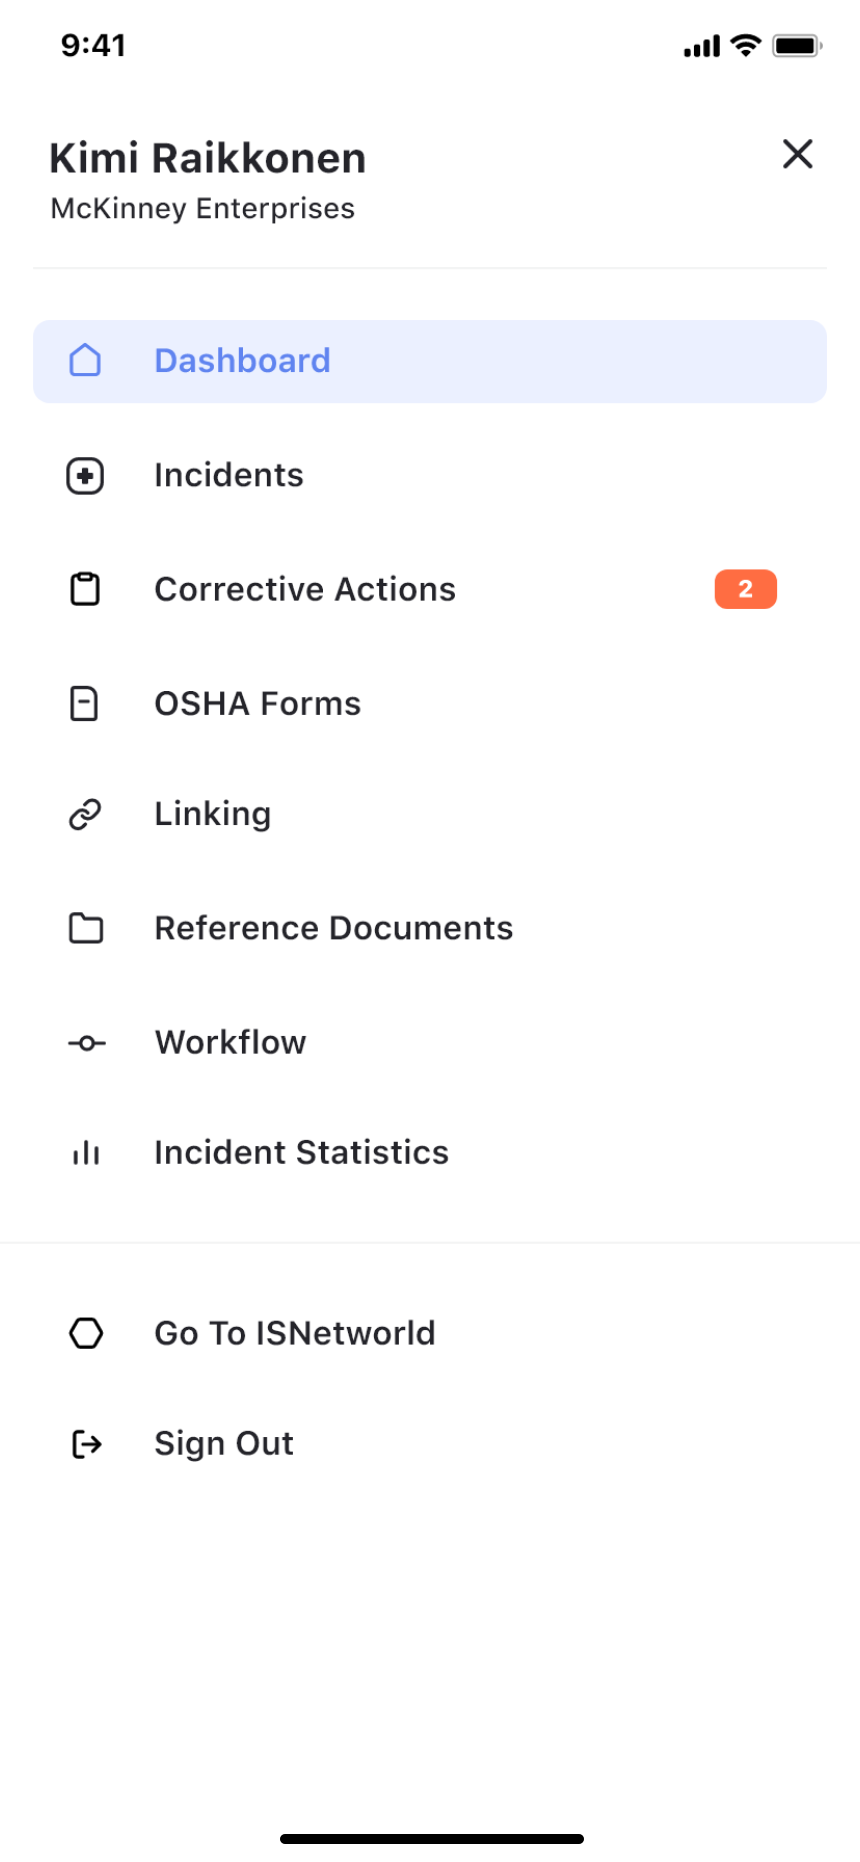 9:41
Kimi Raikkonen
McKinney Enterprises
Dashboard
Incidents
Corrective Actions 2
OSHA Forms
Linking
Reference Documents
Workflow
Incident Statistics
Go To ISNetworld
Sign Out